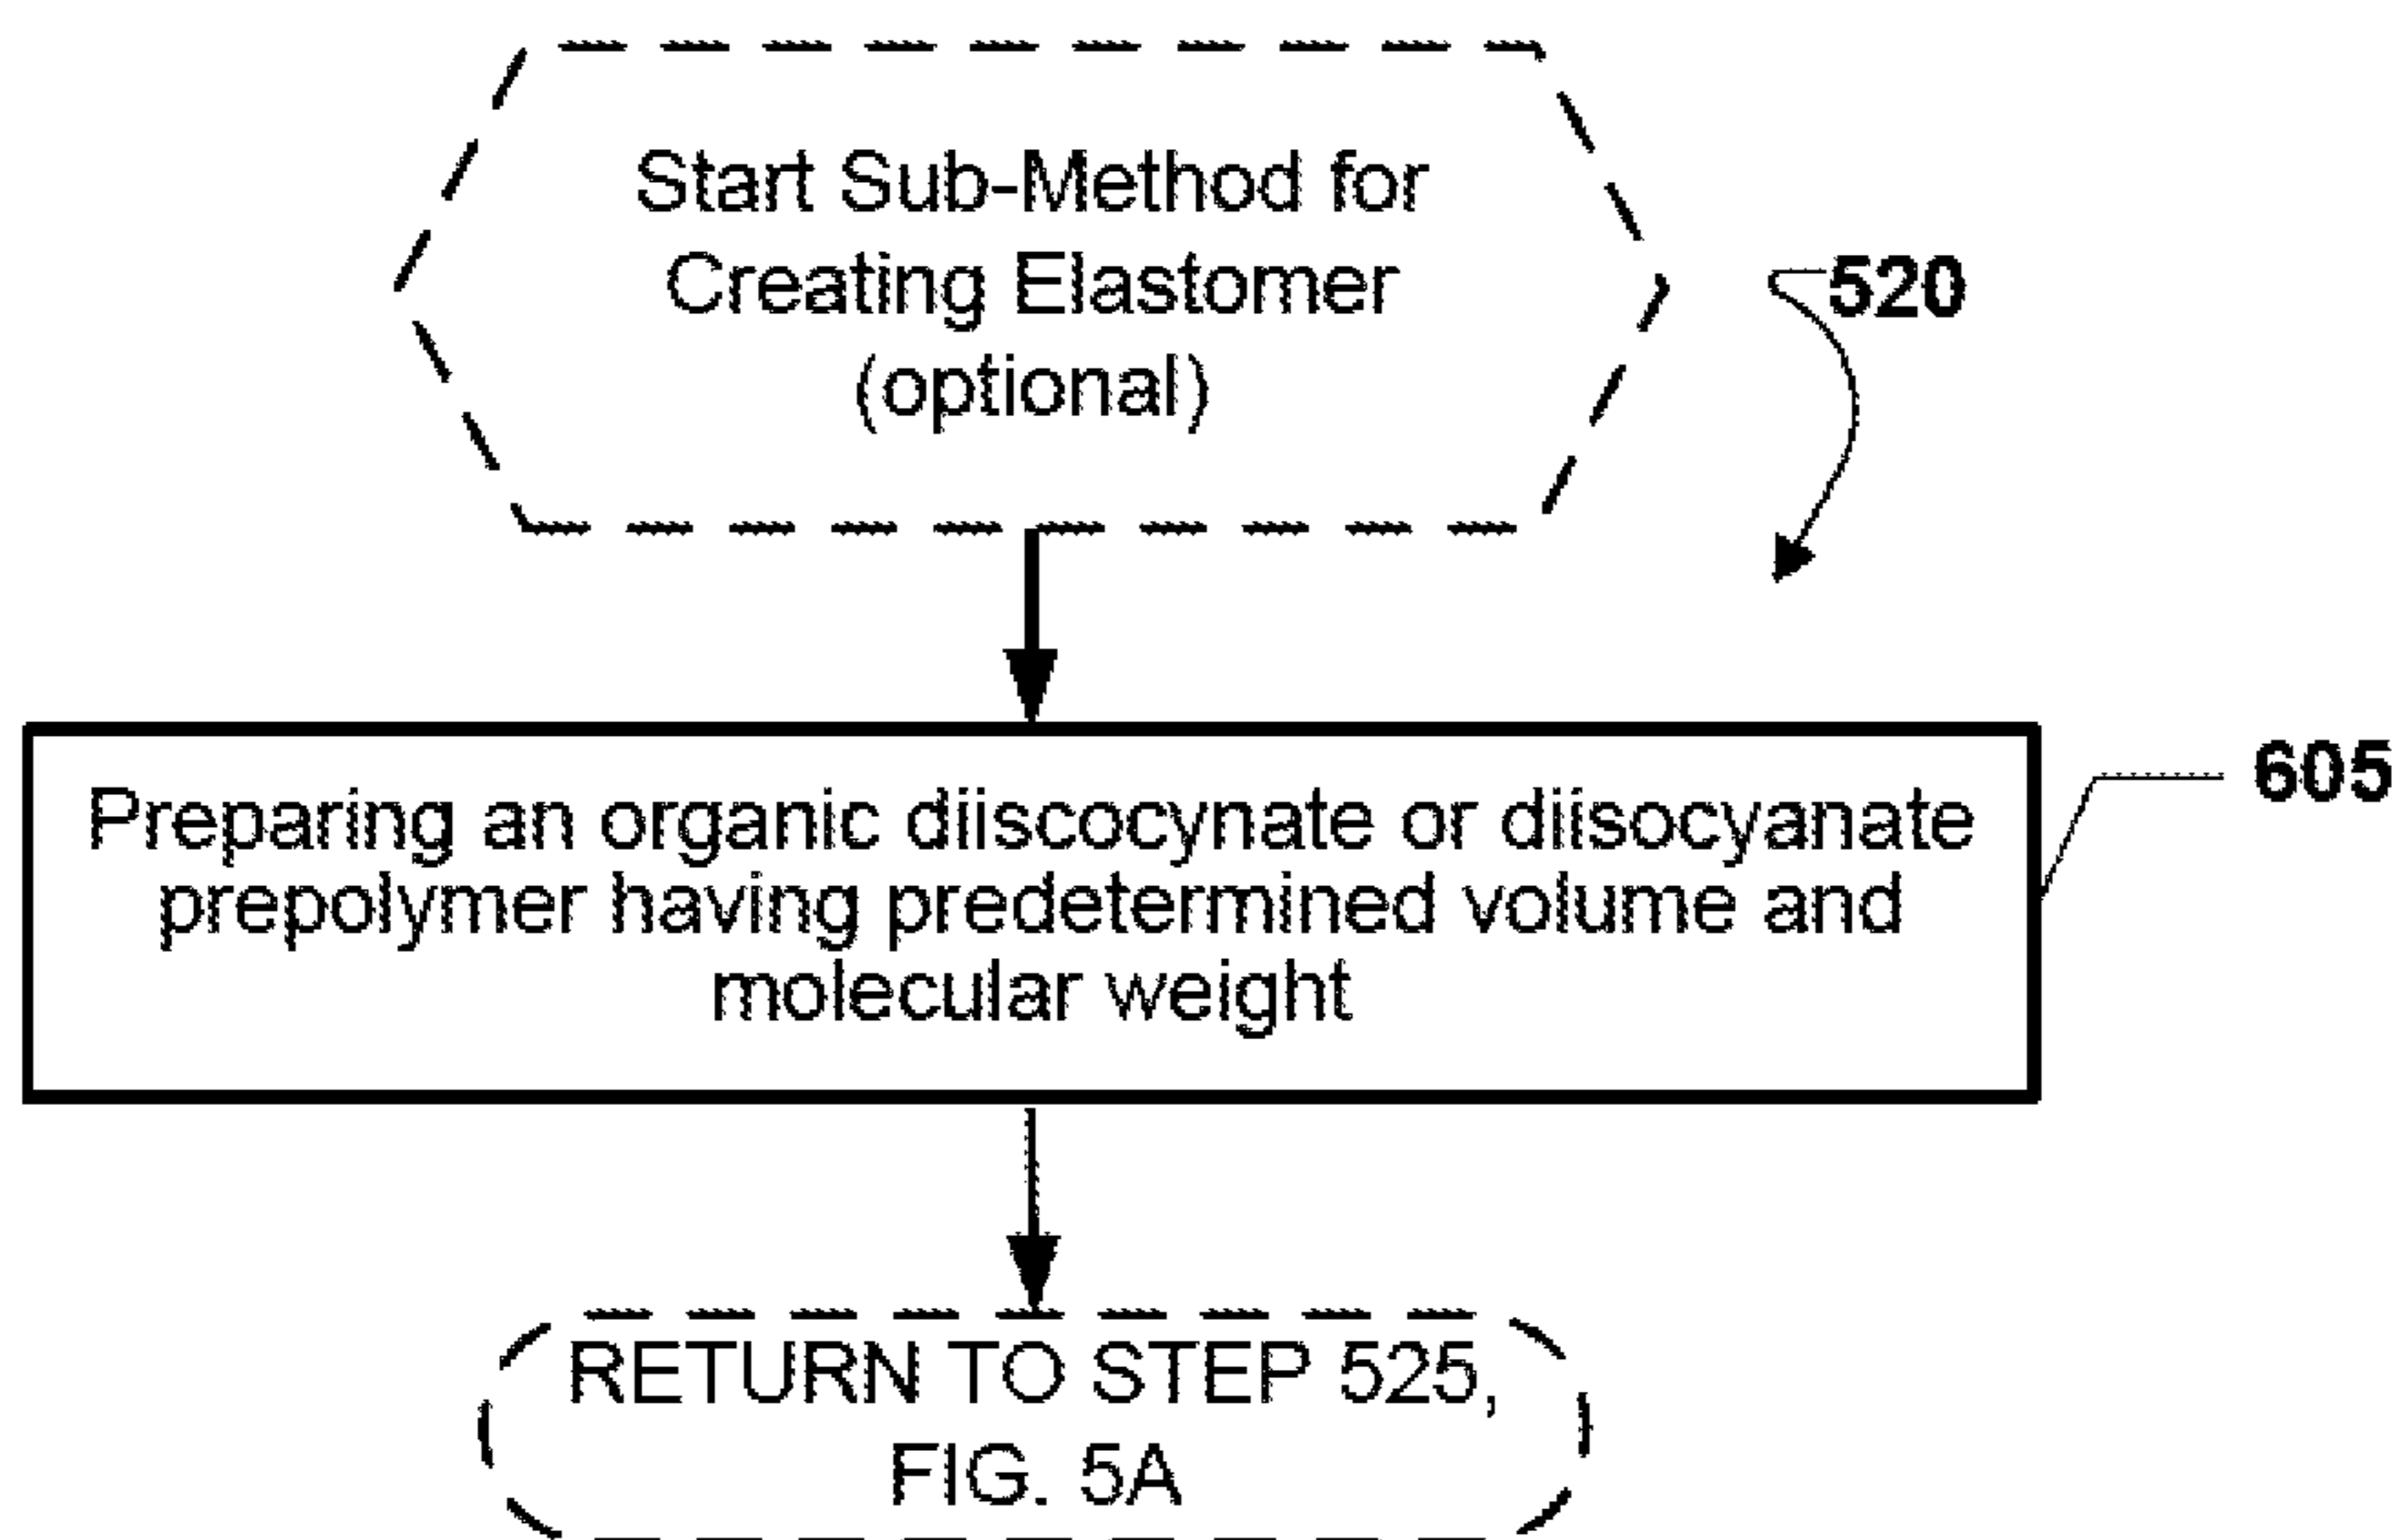 Start Sub-Method for
Creating Elastomer
(optional)
520
605
Preparing an organic diiscocynate or diisocyanate
prepolymer having predetermined volume and
molecular weight
RETURN TO STEP 525,
FIG. 5A